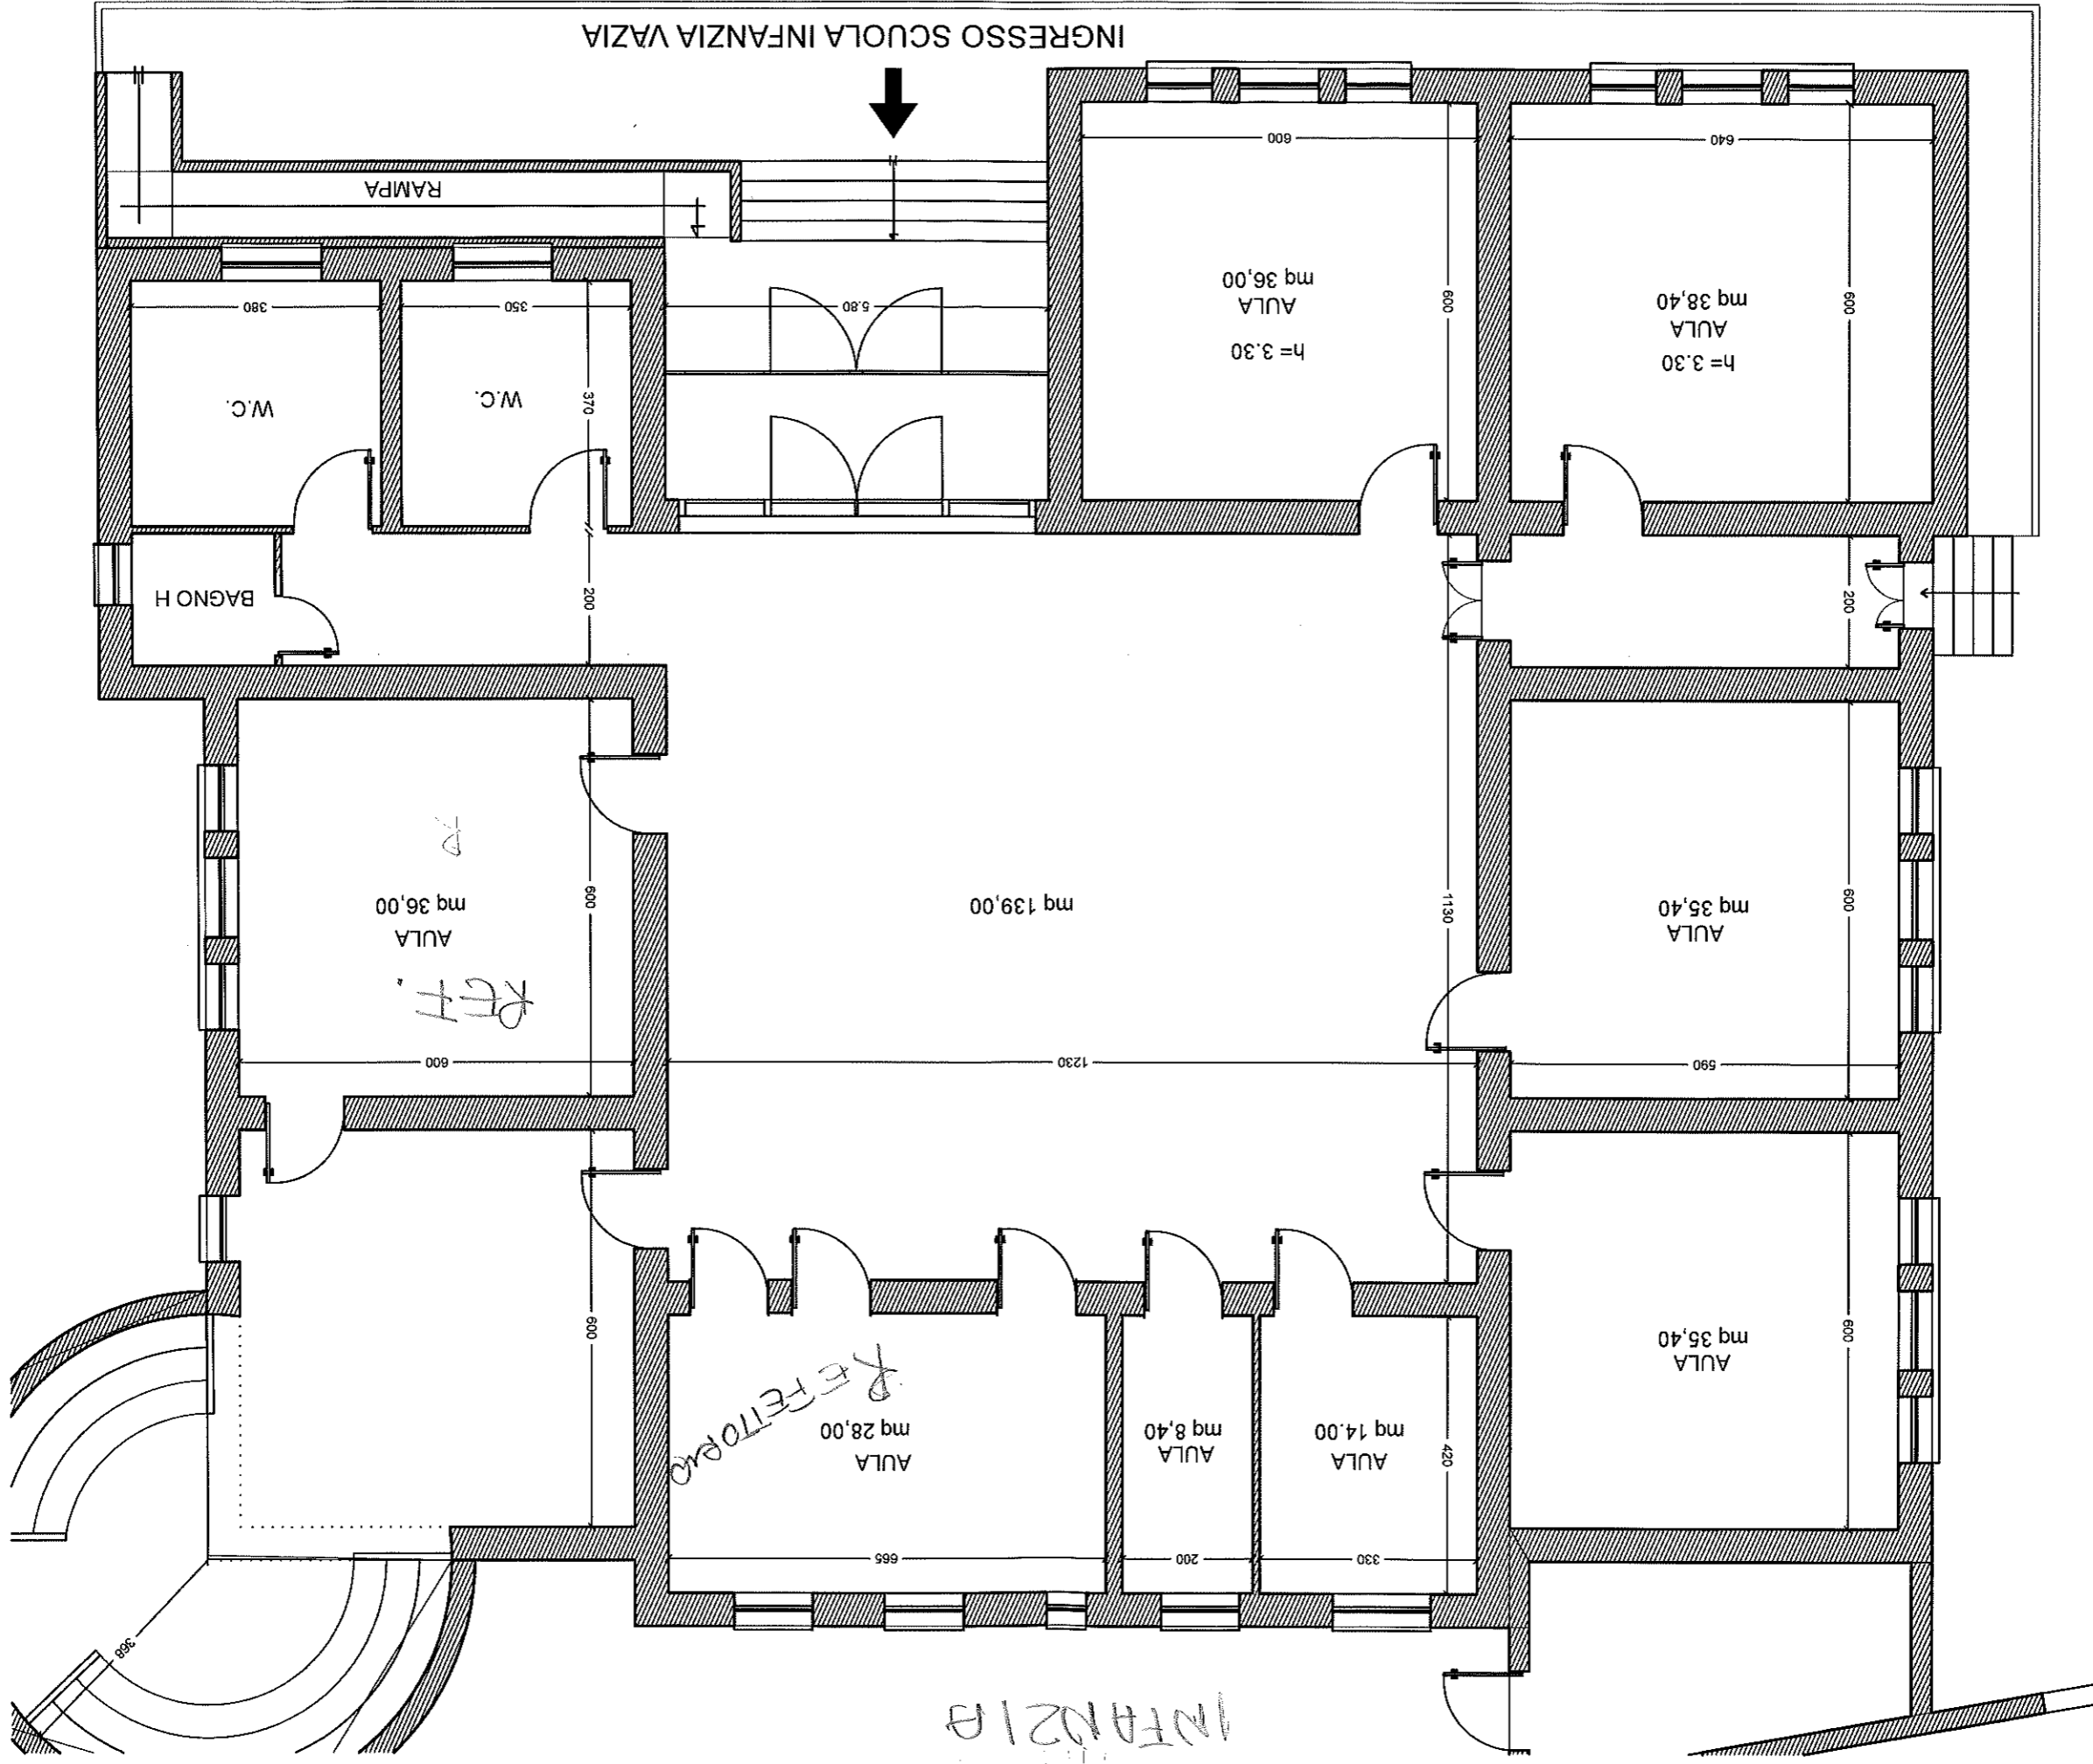 INFANZIA
368
330
200
665
AULA
mq 14.00
420
AULA
mq 8,40
AULA
mq 28,00
REFETTORIO
AULA
mq 35,40
600
600
590
1230
600
REF.
AULA
mq 35,40
600
1130
mq 139,00
AULA
mq 36,00
600
R
200
200
BAGNO H
h= 3.30
AULA
mq 38,40
600
640
h= 3.30
AULA
mq 36,00
600
600
5.80
370
W.C.
350
W.C.
380
RAMPA
INGRESSO SCUOLA INFANZIA VAZIA